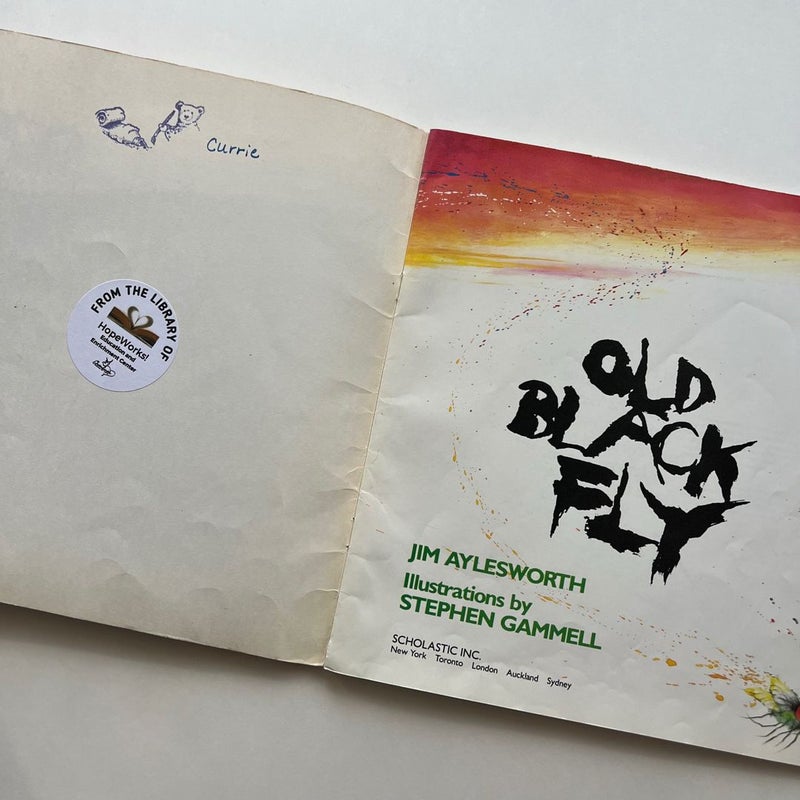 Currie
FROM THE LIBRARY OF
HopeWorks!
Education and
Enrichment Center
OLD
BLACK
FLY
JIM AYLESWORTH
Illustrations by
STEPHEN GAMMELL
SCHOLASTIC INC.
New York Toronto London Auckland Sydney